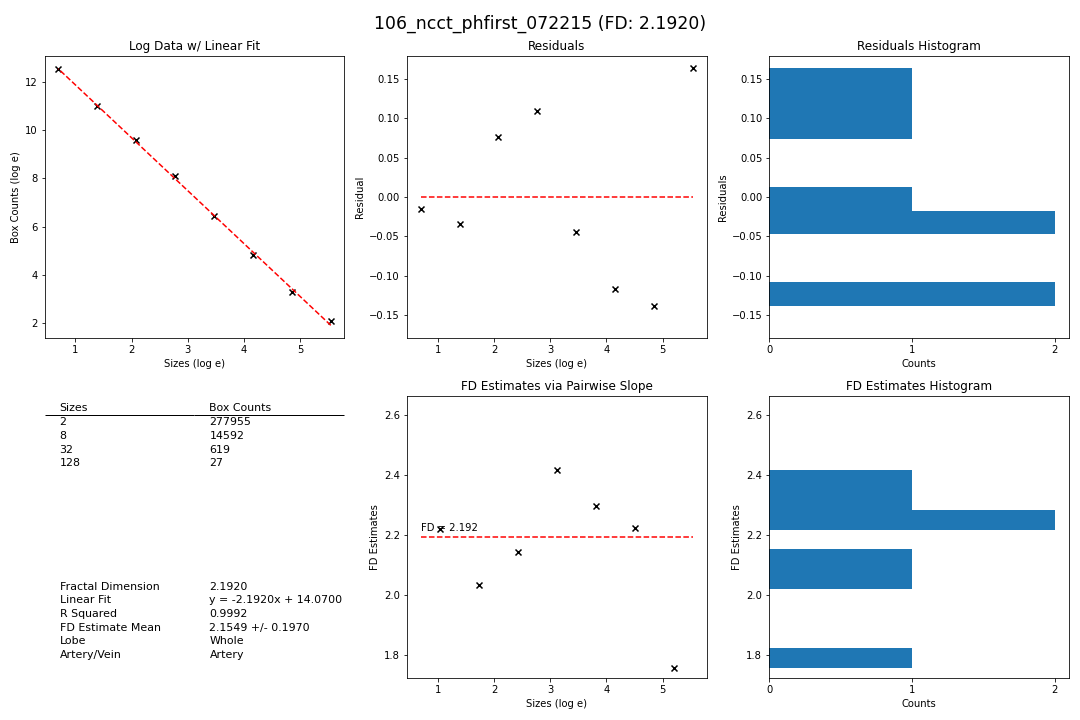 106_ncct_phfirst_072215 (FD: 2.1920)
Log Data w/ Linear Fit
Box Counts (log e)
12
10
8
6
4
2
1 2 3 4 5
Sizes (log e)
Residuals
Residual
0.15
0.10
0.05
0.00
−0.05
−0.10
−0.15
1 2 3 4 5
Sizes (log e)
Residuals Histogram
Residuals
0.15
0.10
0.05
0.00
−0.05
−0.10
−0.15
0 1 2
Counts
Sizes Box Counts
2 277955
8 14592
32 619
128 27
Fractal Dimension 2.1920
Linear Fit y = -2.1920x + 14.0700
R Squared 0.9992
FD Estimate Mean 2.1549 +/- 0.1970
Lobe Whole
Artery/Vein Artery
FD Estimates via Pairwise Slope
FD Estimates
2.6
2.4
2.2
2.0
1.8
FD = 2.192
1 2 3 4 5
Sizes (log e)
FD Estimates Histogram
FD Estimates
2.6
2.4
2.2
2.0
1.8
0 1 2
Counts